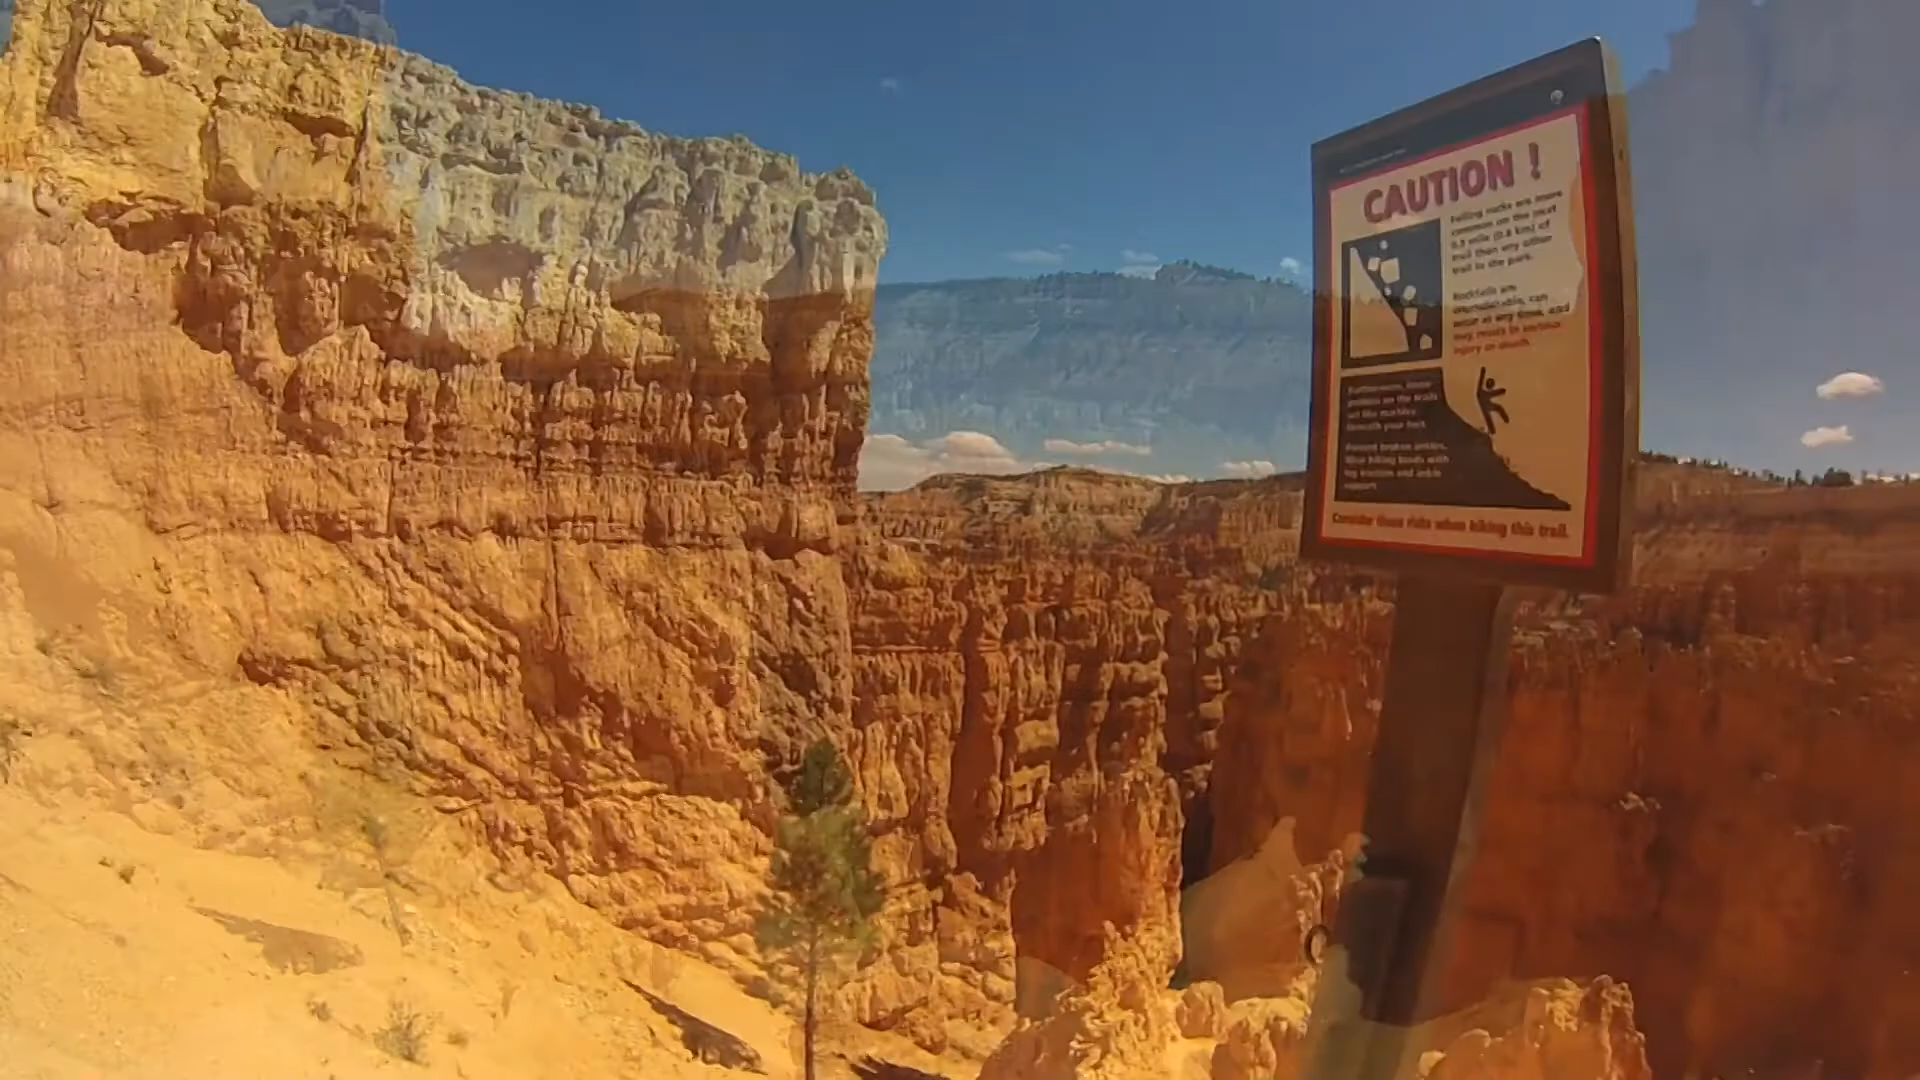 CAUTION !
Falling rocks are more
common on the next
0.5 mile (0.8 km) of
trail than any other
trail in the park.
Rockfalls are
unpredictable, can
occur at any time, and
may result in serious
injury or death.
Furthermore, loose
pebbles on the trails
act like marbles
beneath your feet.
Prevent broken ankles.
Wear hiking boots with
lug traction and ankle
support.
Consider these risks when hiking this trail.